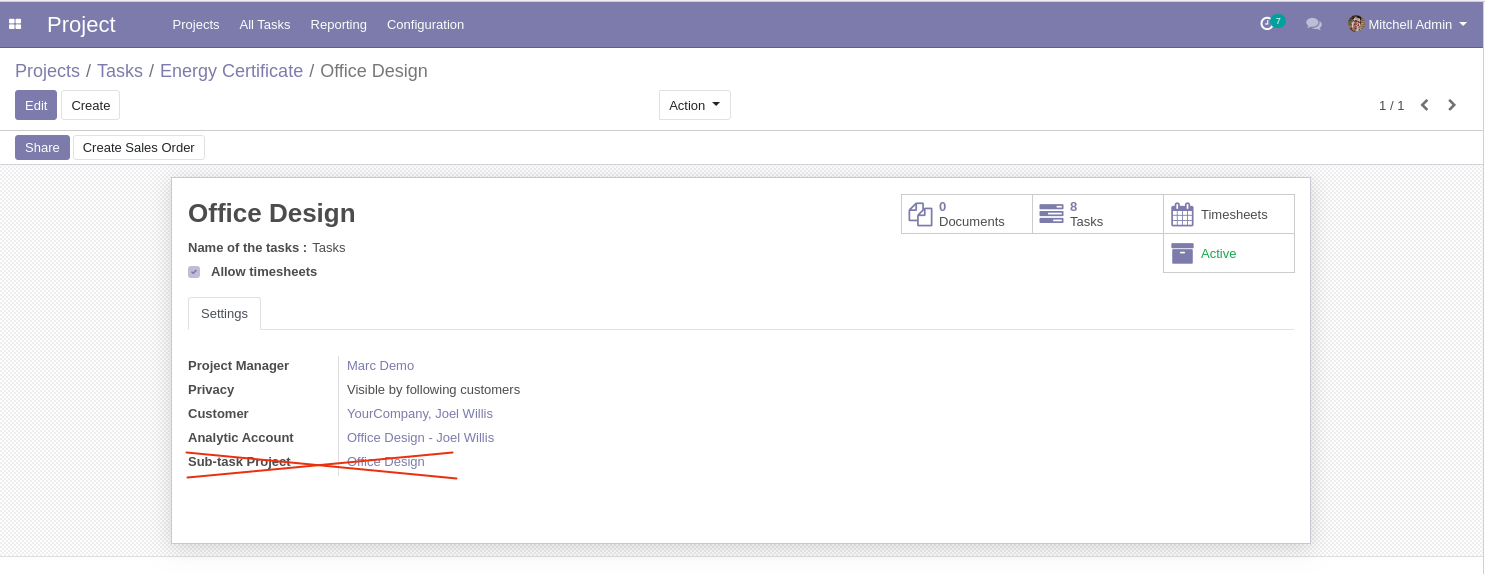 Project Projects All Tasks Reporting Configuration 7 Mitchell Admin
Projects / Tasks / Energy Certificate / Office Design
Edit Create Action 1 / 1
Share Create Sales Order
Office Design
0 Documents
8 Tasks
Timesheets
Name of the tasks : Tasks
Active
Allow timesheets
Settings
Project Manager Marc Demo
Privacy Visible by following customers
Customer YourCompany, Joel Willis
Analytic Account Office Design - Joel Willis
Sub-task Project Office Design